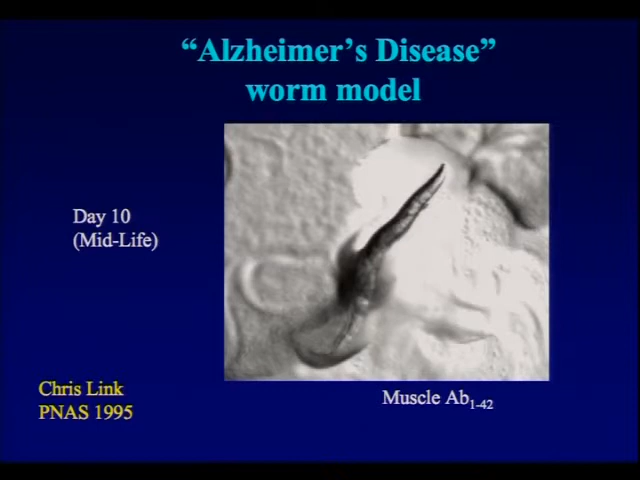 “Alzheimer’s Disease”
worm model
Day 10
(Mid-Life)
Chris Link
PNAS 1995
Muscle Ab1-42